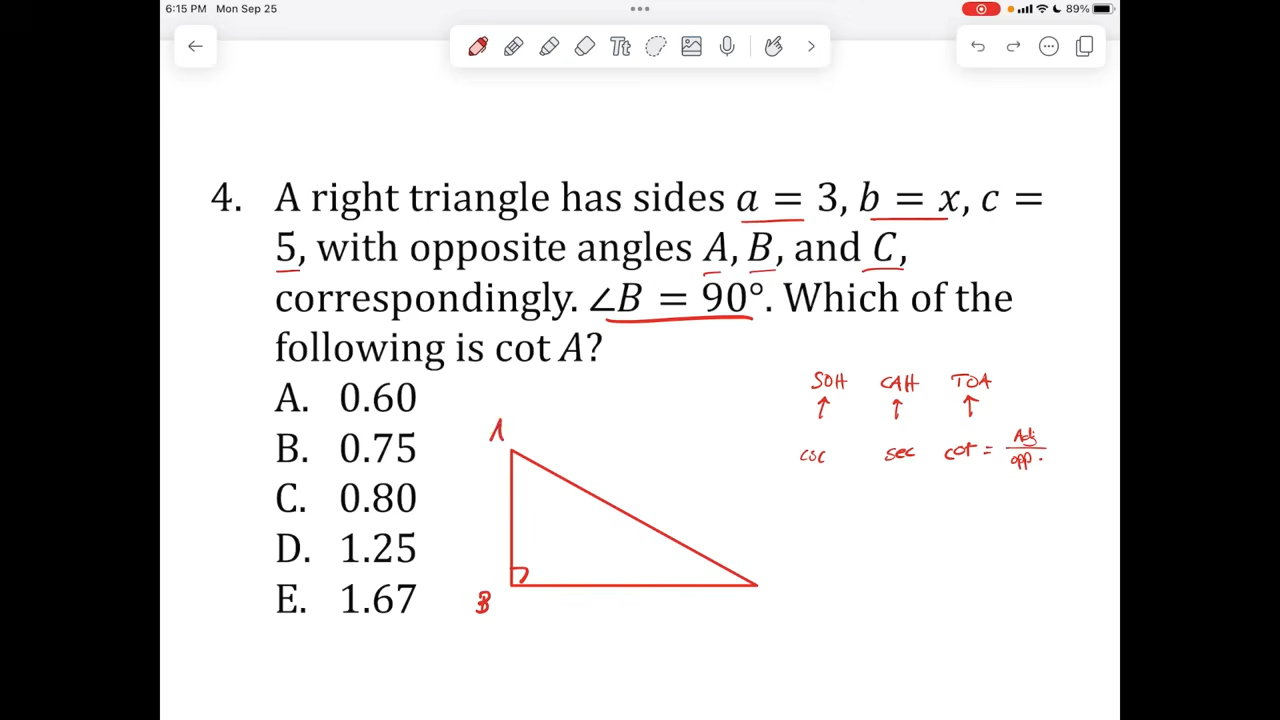 6:15 PM Mon Sep 25
89%
Tt
4. A right triangle has sides a = 3, b = x, c =
5, with opposite angles A, B, and C,
correspondingly. ∠B = 90°. Which of the
following is cot A?
A. 0.60
B. 0.75
C. 0.80
D. 1.25
E. 1.67
SOH CAH TOA
csc sec cot = Adj/opp.
A
B